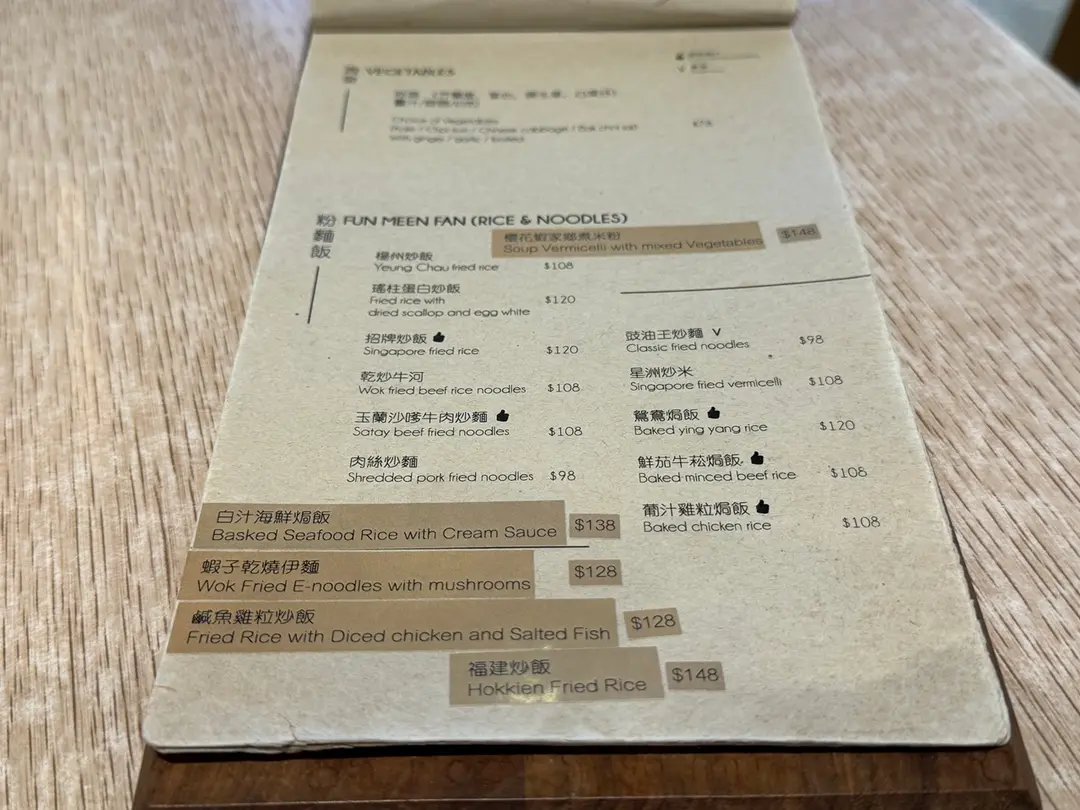 VEGETABLES
Choice of Vegetables
with ginger / garlic / boiled
粉麵飯
FUN MEEN FAN (RICE & NOODLES)
櫻花蝦家鄉煮米粉
Soup Vermicelli with mixed Vegetables $148
楊州炒飯
Yeung Chau fried rice $108
瑤柱蛋白炒飯
Fried rice with $120
dried scallop and egg white
招牌炒飯
Singapore fried rice $120
乾炒牛河
Wok fried beef rice noodles $108
玉蘭沙嗲牛肉炒麵
Satay beef fried noodles $108
肉絲炒麵
Shredded pork fried noodles $98
豉油王炒麵 V
Classic fried noodles $98
星洲炒米
Singapore fried vermicelli $108
鴛鴦焗飯
Baked ying yang rice $120
鮮茄牛崧焗飯
Baked minced beef rice $108
葡汁雞粒焗飯
Baked chicken rice $108
白汁海鮮焗飯
Basked Seafood Rice with Cream Sauce $138
蝦子乾燒伊麵
Wok Fried E-noodles with mushrooms $128
鹹魚雞粒炒飯
Fried Rice with Diced chicken and Salted Fish $128
福建炒飯
Hokkien Fried Rice $148